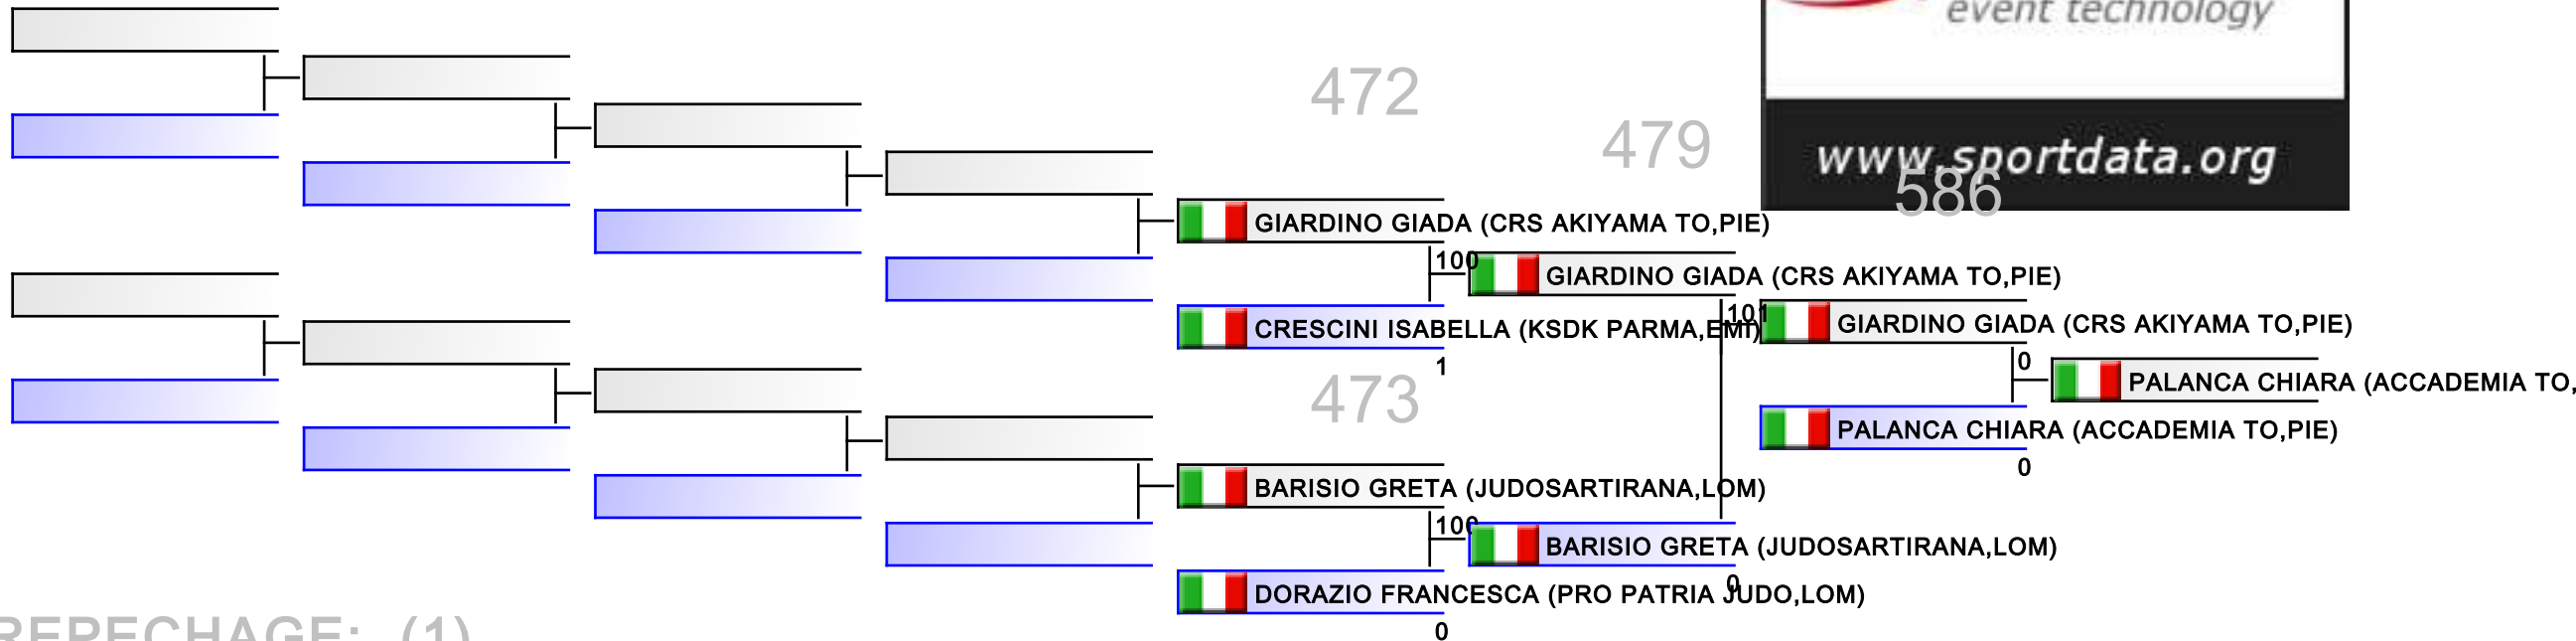 event technology
472
479
www.sportdata.org
586
GIARDINO GIADA (CRS AKIYAMA TO,PIE)
100
GIARDINO GIADA (CRS AKIYAMA TO,PIE)
CRESCINI ISABELLA (KSDK PARMA,EMI)
101
GIARDINO GIADA (CRS AKIYAMA TO,PIE)
1
0
PALANCA CHIARA (ACCADEMIA TO,
473
PALANCA CHIARA (ACCADEMIA TO,PIE)
0
BARISIO GRETA (JUDOSARTIRANA,LOM)
100
BARISIO GRETA (JUDOSARTIRANA,LOM)
0
DORAZIO FRANCESCA (PRO PATRIA JUDO,LOM)
0
REPECHAGE: (1)